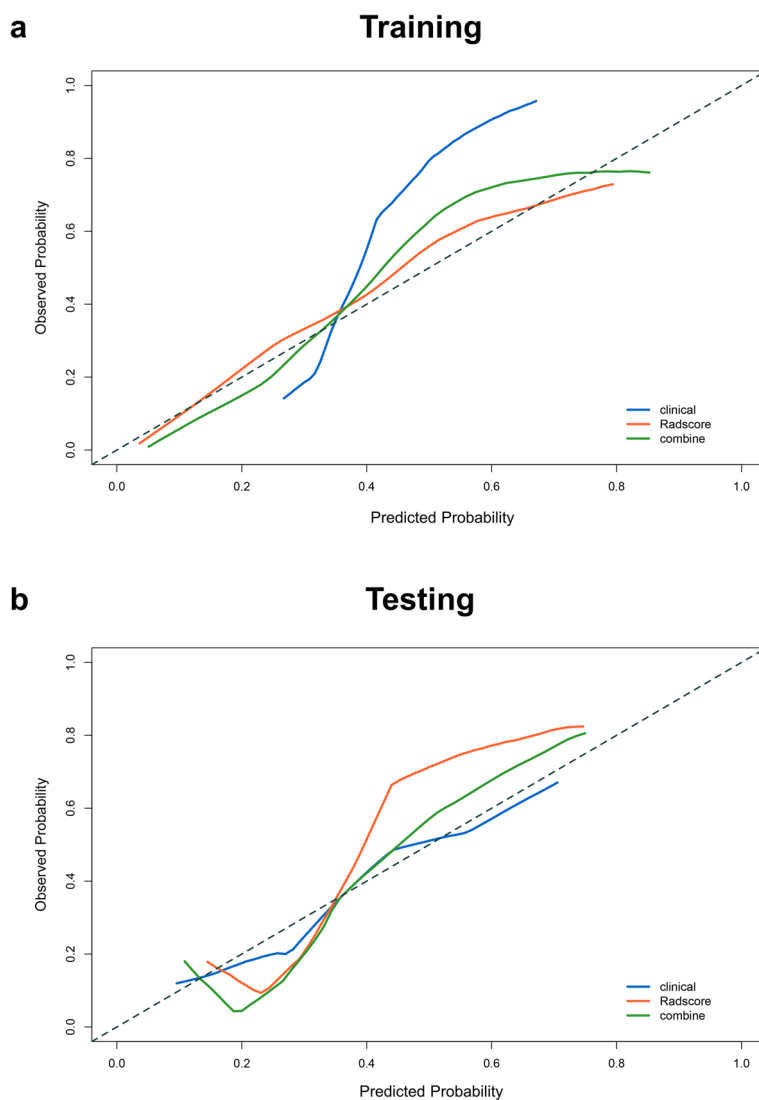 a
Training
Observed Probability
1.0
0.8
0.6
0.4
0.2
0.0
clinical
Radscore
combine
0.0 0.2 0.4 0.6 0.8 1.0
Predicted Probability
b
Testing
Observed Probability
1.0
0.8
0.6
0.4
0.2
0.0
clinical
Radscore
combine
0.0 0.2 0.4 0.6 0.8 1.0
Predicted Probability